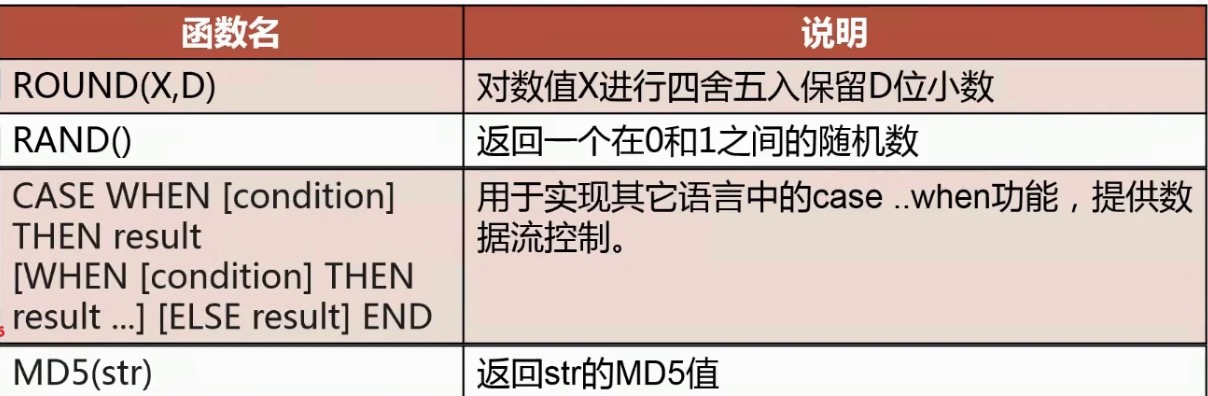 函数名 说明
ROUND(X,D) 对数值X进行四舍五入保留D位小数
RAND() 返回一个在0和1之间的随机数
CASE WHEN [condition]
THEN result
[WHEN [condition] THEN
result ...] [ELSE result] END
用于实现其它语言中的case ..when功能，提供数
据流控制。
MD5(str) 返回str的MD5值